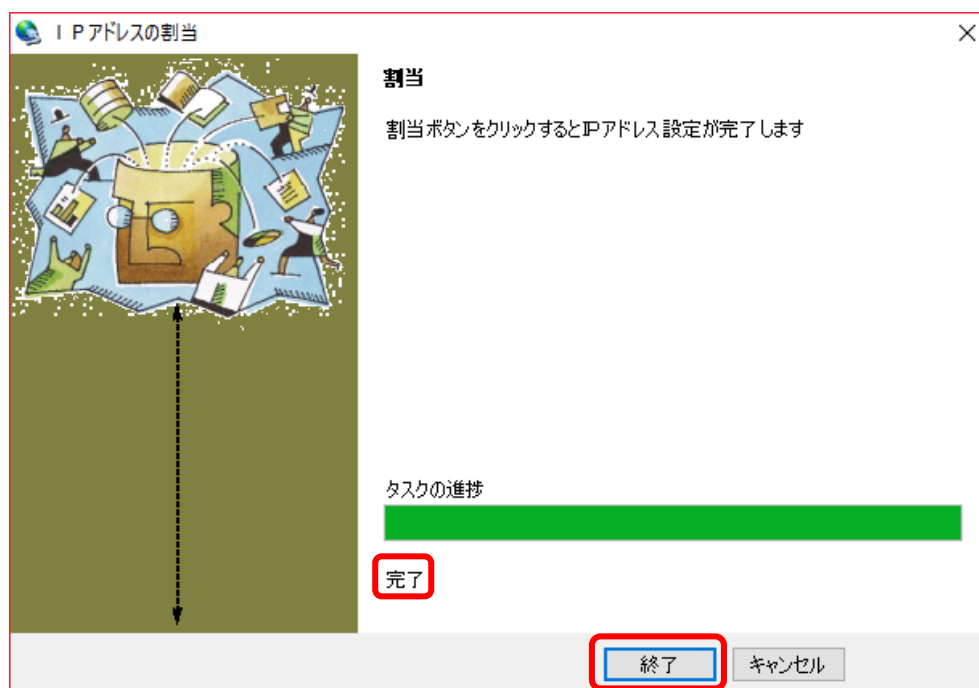 ＩＰアドレスの割当
割当
割当ボタンをクリックするとIPアドレス設定が完了します
タスクの進捗
完了
終了
キャンセル